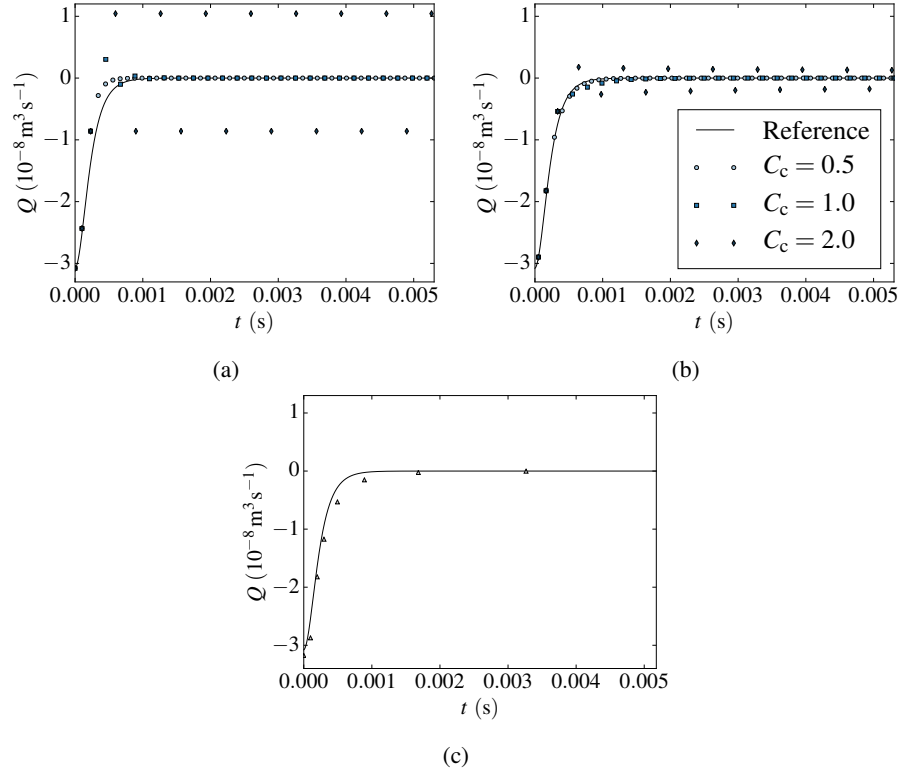 1
0
−1
−2
−3
Q (10⁻⁸ m³ s⁻¹)
0.000 0.001 0.002 0.003 0.004 0.005
t (s)
(a)
1
0
−1
−2
−3
Q (10⁻⁸ m³ s⁻¹)
Reference
C_c = 0.5
C_c = 1.0
C_c = 2.0
0.000 0.001 0.002 0.003 0.004 0.005
t (s)
(b)
1
0
−1
−2
−3
Q (10⁻⁸ m³ s⁻¹)
0.000 0.001 0.002 0.003 0.004 0.005
t (s)
(c)